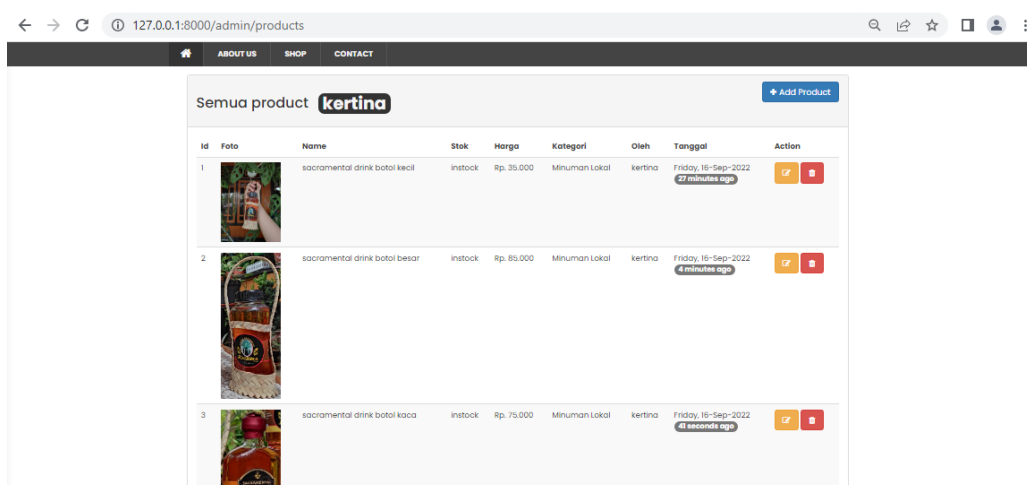 127.0.0.1:8000/admin/products
ABOUT US SHOP CONTACT
Semua product kertina
+ Add Product
Id Foto Name Stok Harga Kategori Oleh Tanggal Action
1 sacramental drink botol kecil instock Rp. 35.000 Minuman Lokal kertina Friday, 16-Sep-2022
27 minutes ago
2 sacramental drink botol besar instock Rp. 85.000 Minuman Lokal kertina Friday, 16-Sep-2022
4 minutes ago
3 sacramental drink botol kaca instock Rp. 75.000 Minuman Lokal kertina Friday, 16-Sep-2022
41 seconds ago